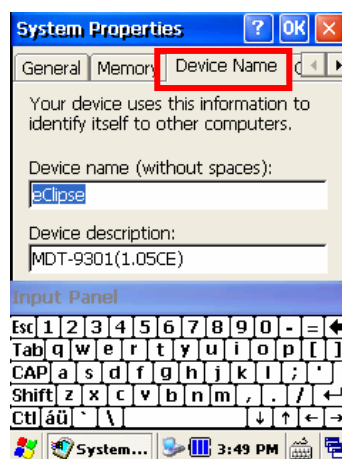 System Properties ? OK ×
General Memory Device Name
Your device uses this information to
identify itself to other computers.
Device name (without spaces):
eClipse
Device description:
MDT-9301(1.05CE)
Input Panel
Esc 1 2 3 4 5 6 7 8 9 0 - =
Tab q w e r t y u i o p [ ]
CAP a s d f g h j k l ; '
Shift z x c v b n m , . /
Ctl áü ` \ ↓ ↑ ← →
System... 3:49 PM